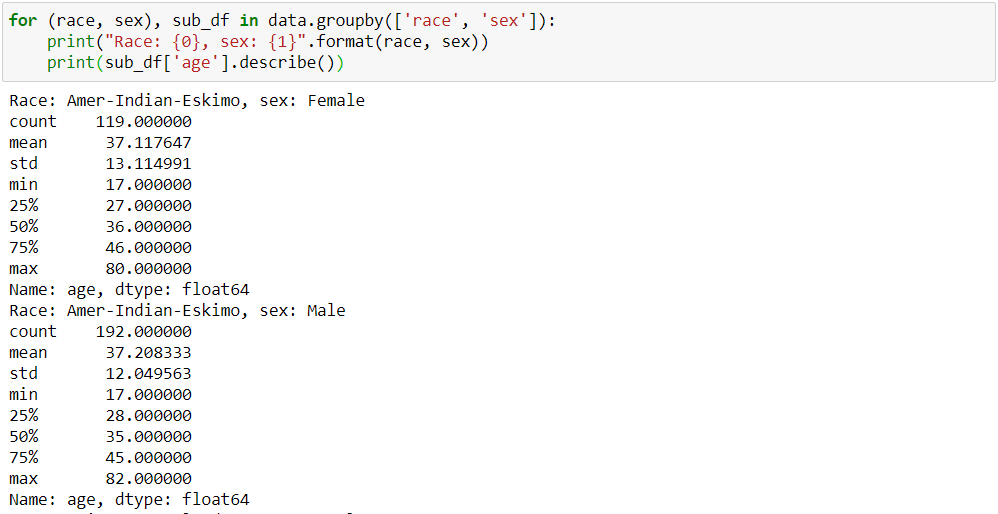 for (race, sex), sub_df in data.groupby(['race', 'sex']):
    print("Race: {0}, sex: {1}".format(race, sex))
    print(sub_df['age'].describe())
Race: Amer-Indian-Eskimo, sex: Female
count    119.000000
mean      37.117647
std       13.114991
min       17.000000
25%       27.000000
50%       36.000000
75%       46.000000
max       80.000000
Name: age, dtype: float64
Race: Amer-Indian-Eskimo, sex: Male
count    192.000000
mean      37.208333
std       12.049563
min       17.000000
25%       28.000000
50%       35.000000
75%       45.000000
max       82.000000
Name: age, dtype: float64